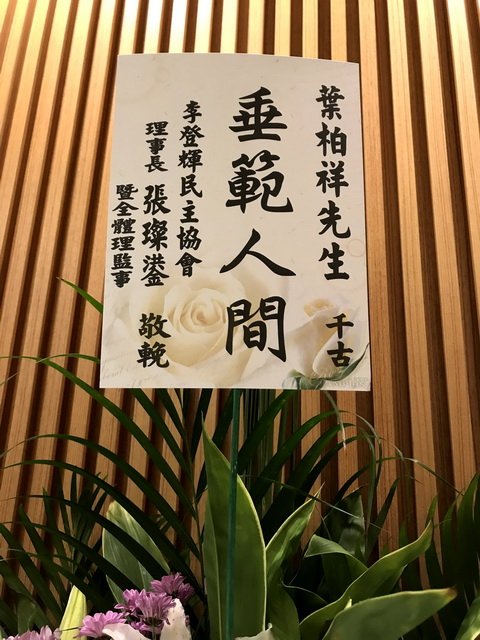 葉柏祥先生 千古
垂範人間
李登輝民主協會
理事長 張燦鍙 敬輓
暨全體理監事